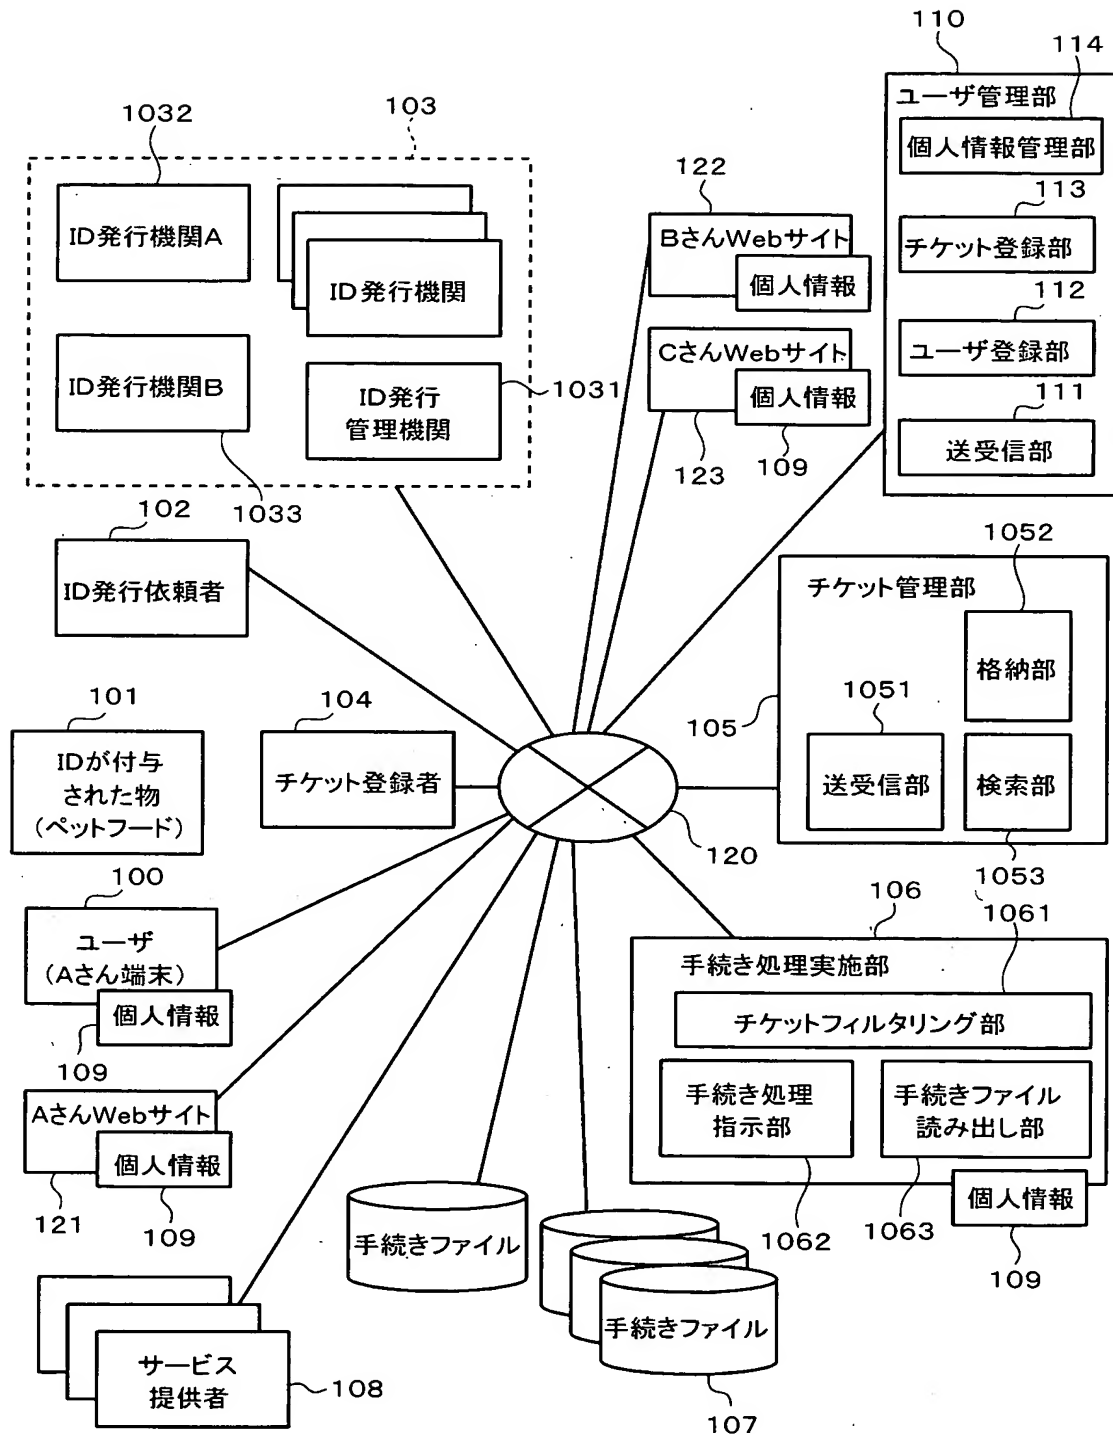 110
114
ユーザ管理部
個人情報管理部
113
チケット登録部
112
ユーザ登録部
111
送受信部
1032
103
ID発行機関A
ID発行機関
ID発行機関B
1031
ID発行
管理機関
1033
122
BさんWebサイト
個人情報
CさんWebサイト
個人情報
123
109
102
ID発行依頼者
1052
チケット管理部
格納部
1051
105
送受信部
検索部
1053
101
IDが付与
された物
(ペットフード)
104
チケット登録者
120
100
ユーザ
(Aさん端末)
個人情報
109
106
1061
手続き処理実施部
チケットフィルタリング部
手続き処理
指示部
手続きファイル
読み出し部
個人情報
1062
1063
109
AさんWebサイト
個人情報
121
109
手続きファイル
手続きファイル
107
サービス
提供者
108